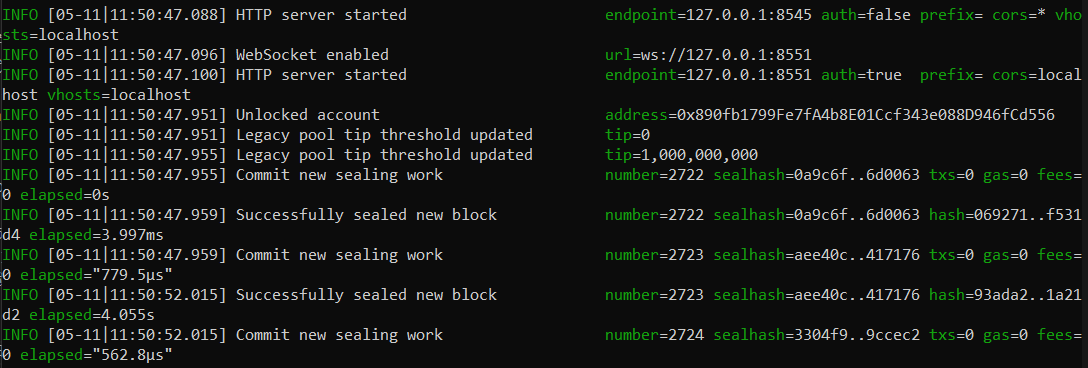 INFO [05-11|11:50:47.088] HTTP server started                      endpoint=127.0.0.1:8545 auth=false prefix= cors=* vho
sts=localhost
INFO [05-11|11:50:47.096] WebSocket enabled                        url=ws://127.0.0.1:8551
INFO [05-11|11:50:47.100] HTTP server started                      endpoint=127.0.0.1:8551 auth=true  prefix= cors=local
host vhosts=localhost
INFO [05-11|11:50:47.951] Unlocked account                         address=0x890fb1799Fe7fA4b8E01Ccf343e088D946fCd556
INFO [05-11|11:50:47.951] Legacy pool tip threshold updated        tip=0
INFO [05-11|11:50:47.955] Legacy pool tip threshold updated        tip=1,000,000,000
INFO [05-11|11:50:47.955] Commit new sealing work                  number=2722 sealhash=0a9c6f..6d0063 txs=0 gas=0 fees=
0 elapsed=0s
INFO [05-11|11:50:47.959] Successfully sealed new block            number=2722 sealhash=0a9c6f..6d0063 hash=069271..f531
d4 elapsed=3.997ms
INFO [05-11|11:50:47.959] Commit new sealing work                  number=2723 sealhash=aee40c..417176 txs=0 gas=0 fees=
0 elapsed="779.5µs"
INFO [05-11|11:50:52.015] Successfully sealed new block            number=2723 sealhash=aee40c..417176 hash=93ada2..1a21
d2 elapsed=4.055s
INFO [05-11|11:50:52.015] Commit new sealing work                  number=2724 sealhash=3304f9..9ccec2 txs=0 gas=0 fees=
0 elapsed="562.8µs"